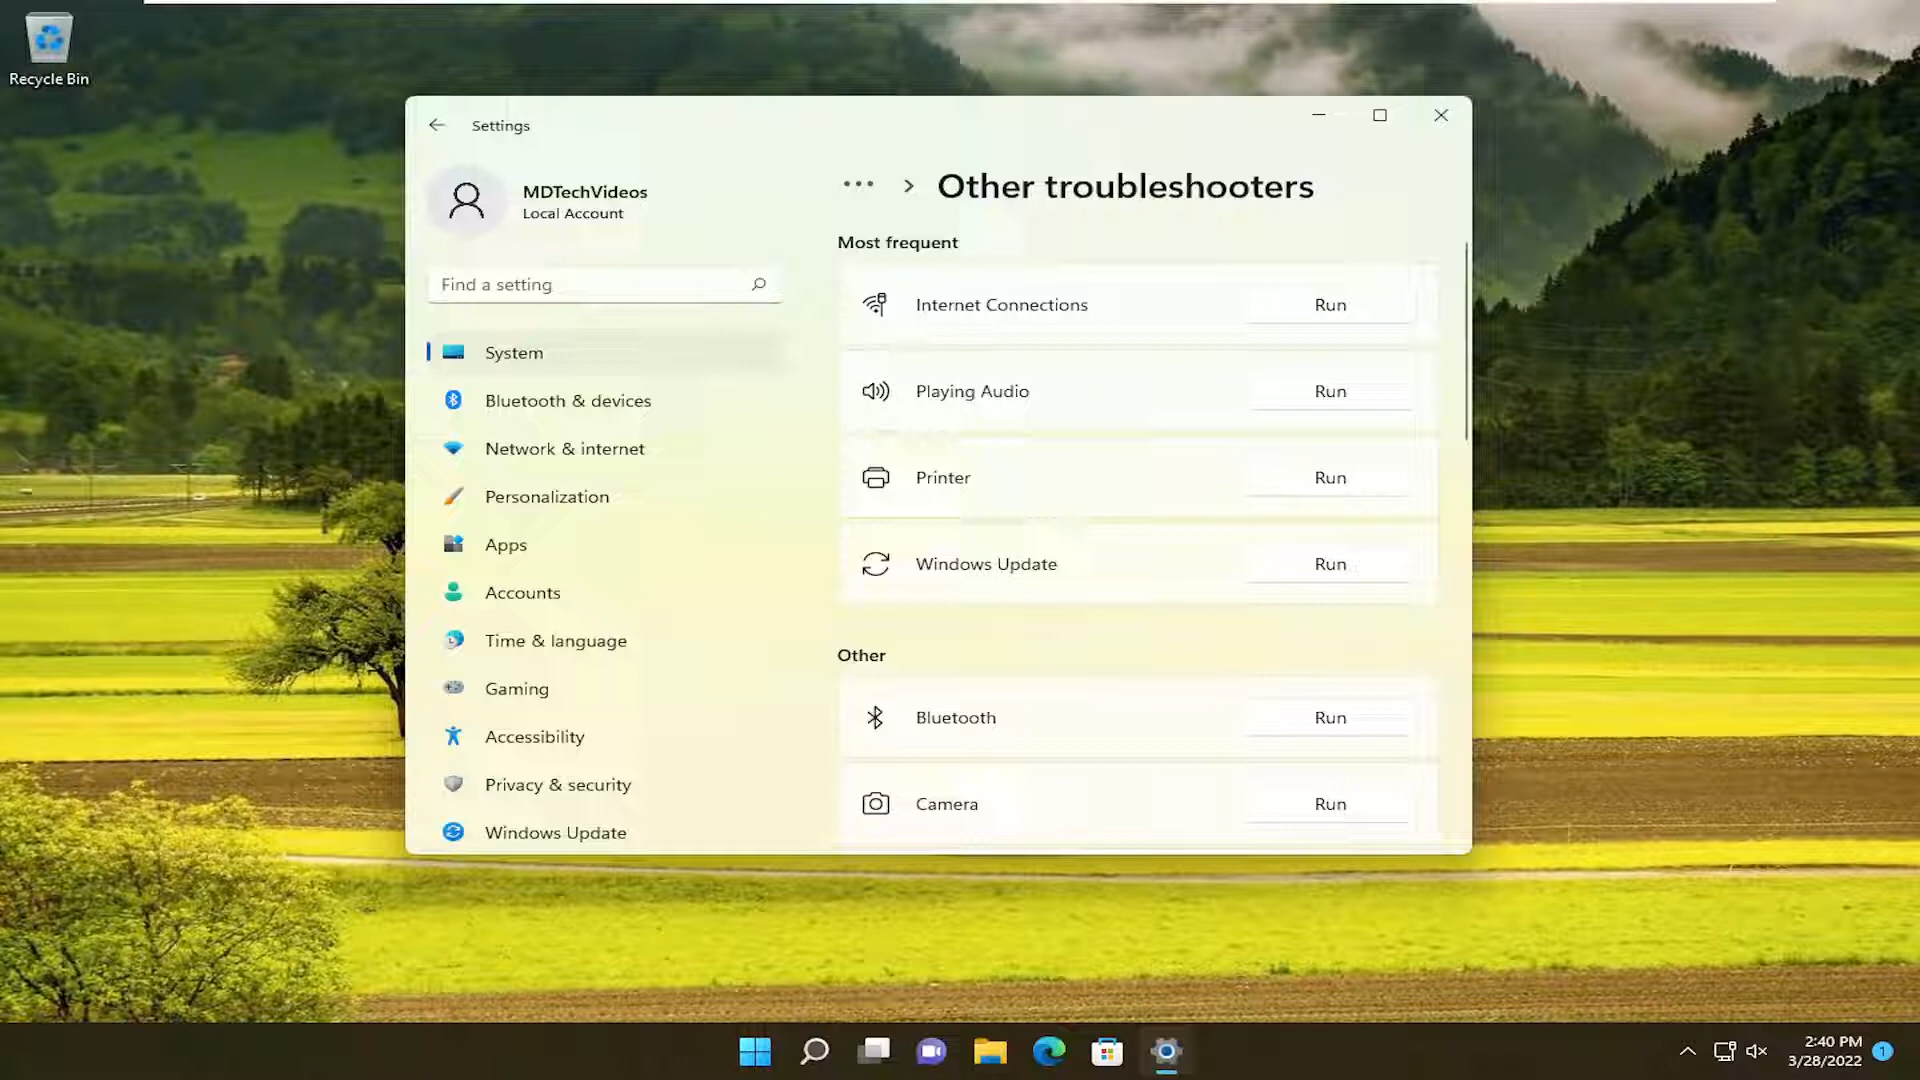 Recycle Bin
Settings
MDTechVideos
Local Account
Find a setting
System
Bluetooth & devices
Network & internet
Personalization
Apps
Accounts
Time & language
Gaming
Accessibility
Privacy & security
Windows Update
... > Other troubleshooters
Most frequent
Internet Connections Run
Playing Audio Run
Printer Run
Windows Update Run
Other
Bluetooth Run
Camera Run
2:40 PM
3/28/2022
1